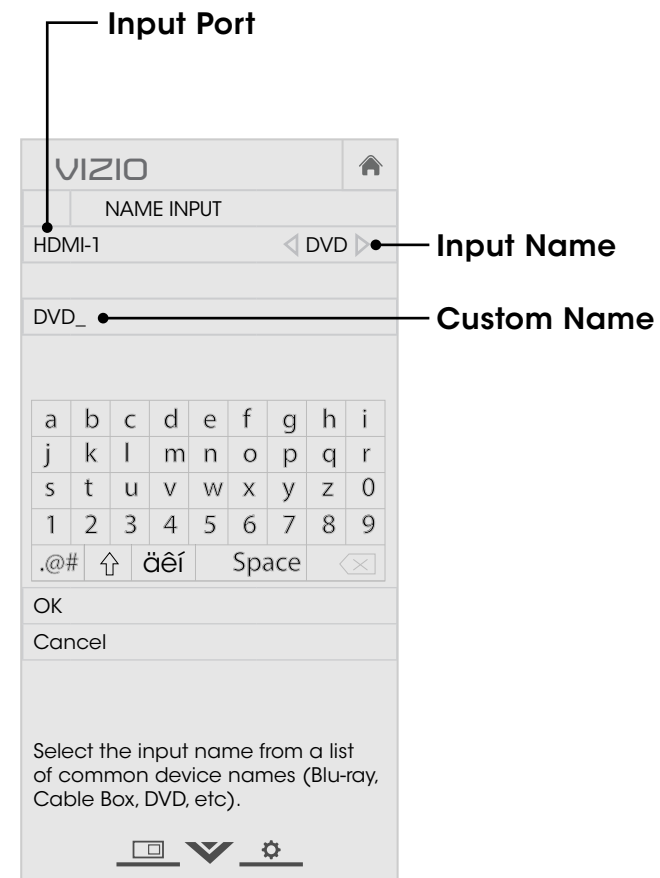 Input Port
VIZIO
NAME INPUT
HDMI-1 DVD
Input Name
DVD_
Custom Name
a b c d e f g h i
j k l m n o p q r
s t u v w x y z 0
1 2 3 4 5 6 7 8 9
.@# äêí Space
OK
Cancel
Select the input name from a list
of common device names (Blu-ray,
Cable Box, DVD, etc).